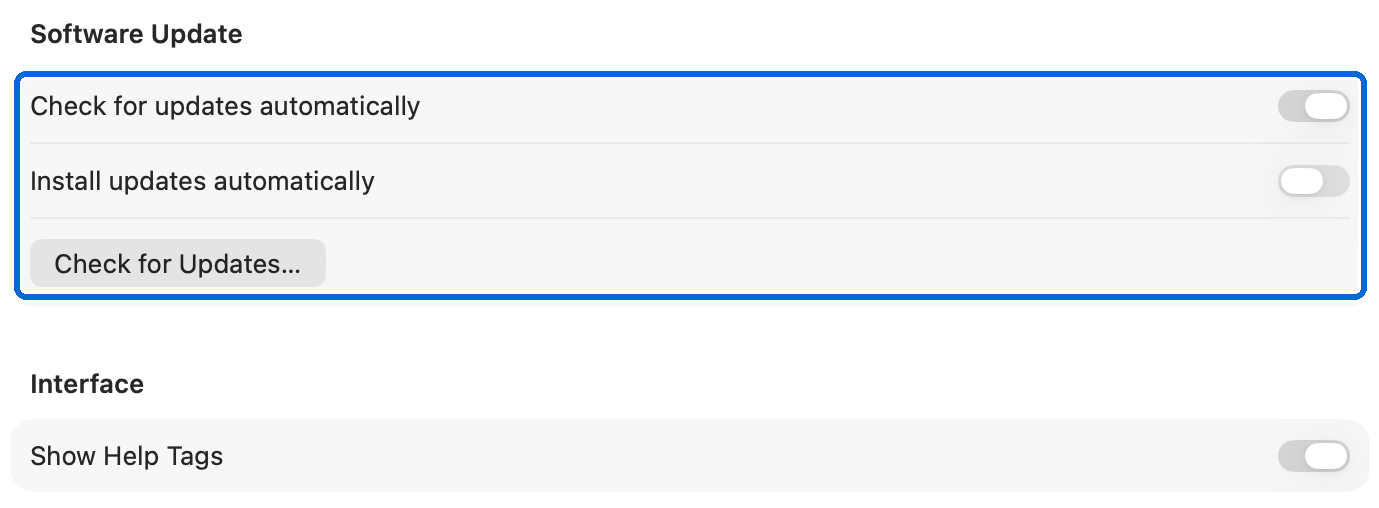 Software Update
Check for updates automatically
Install updates automatically
Check for Updates...
Interface
Show Help Tags